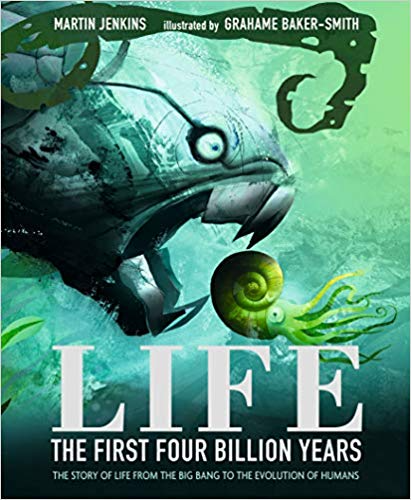 MARTIN JENKINS illustrated by GRAHAME BAKER-SMITH
LIFE
THE FIRST FOUR BILLION YEARS
THE STORY OF LIFE FROM THE BIG BANG TO THE EVOLUTION OF HUMANS